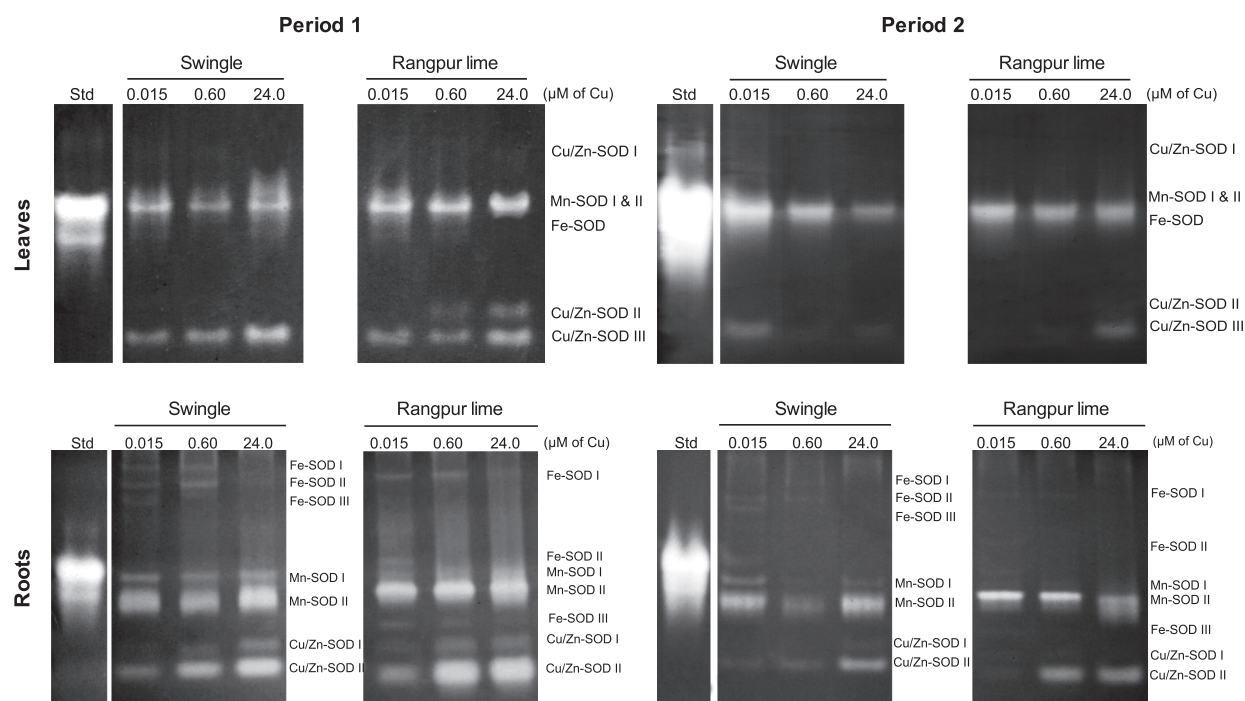 Period 1
Period 2
Swingle
Rangpur lime
Swingle
Rangpur lime
Std
0.015 0.60 24.0
0.015 0.60 24.0 (µM of Cu)
Std
0.015 0.60 24.0
0.015 0.60 24.0 (µM of Cu)
Leaves
Cu/Zn-SOD I
Mn-SOD I & II
Fe-SOD
Cu/Zn-SOD II
Cu/Zn-SOD III
Cu/Zn-SOD I
Mn-SOD I & II
Fe-SOD
Cu/Zn-SOD II
Cu/Zn-SOD III
Swingle
Rangpur lime
Swingle
Rangpur lime
Std
0.015 0.60 24.0
0.015 0.60 24.0 (µM of Cu)
Std
0.015 0.60 24.0
0.015 0.60 24.0 (µM of Cu)
Roots
Fe-SOD I
Fe-SOD II
Fe-SOD III
Mn-SOD I
Mn-SOD II
Cu/Zn-SOD I
Cu/Zn-SOD II
Fe-SOD I
Fe-SOD II
Mn-SOD I
Mn-SOD II
Fe-SOD III
Cu/Zn-SOD I
Cu/Zn-SOD II
Fe-SOD I
Fe-SOD II
Fe-SOD III
Mn-SOD I
Mn-SOD II
Cu/Zn-SOD I
Cu/Zn-SOD II
Fe-SOD I
Fe-SOD II
Mn-SOD I
Mn-SOD II
Fe-SOD III
Cu/Zn-SOD I
Cu/Zn-SOD II